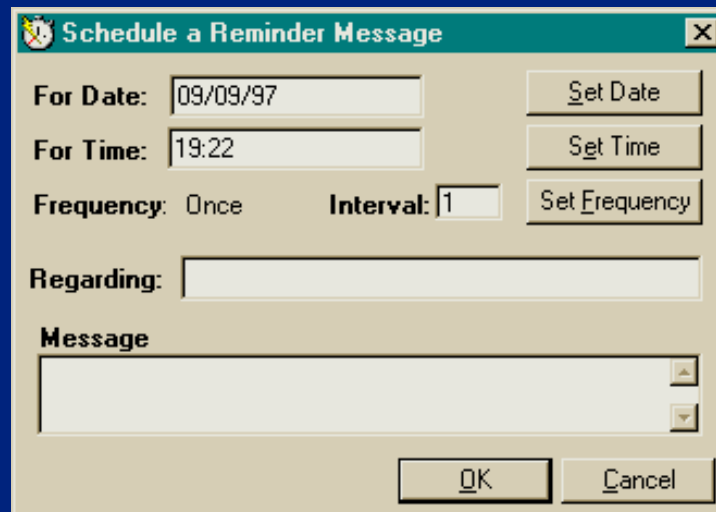 Schedule a Reminder Message
For Date: 09/09/97 Set Date
For Time: 19:22 Set Time
Frequency: Once Interval: 1 Set Frequency
Regarding:
Message
OK Cancel